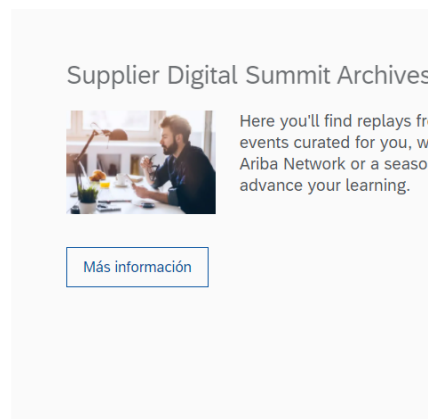 Supplier Digital Summit Archives
Here you'll find replays
events curated for you,
Ariba Network or a
advance your learning.
Más información